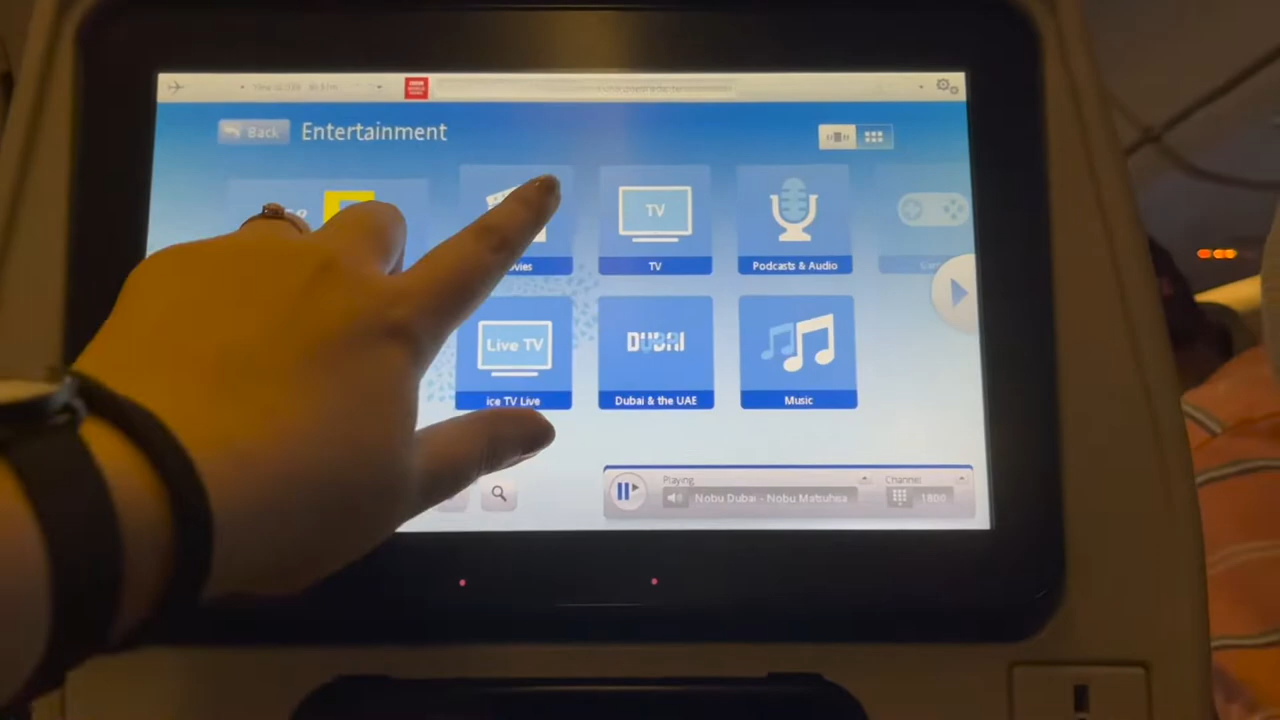 Back Entertainment
TV
TV
Podcasts & Audio
Live TV
DUBAI
ice TV Live
Dubai & the UAE
Music
Playing
Channel
Nobu Dubai - Nobu Matsuhisa
1800